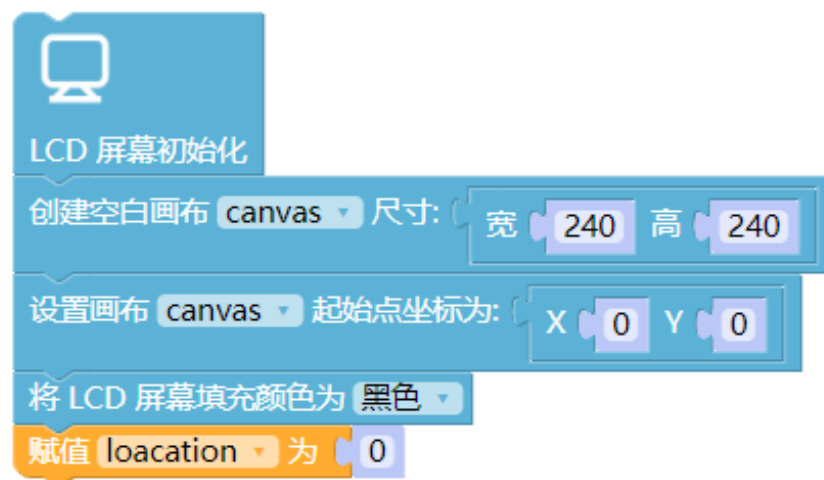 LCD 屏幕初始化
创建空白画布 canvas 尺寸: 宽 240 高 240
设置画布 canvas 起始点坐标为: X 0 Y 0
将 LCD 屏幕填充颜色为 黑色
赋值 loacation 为 0